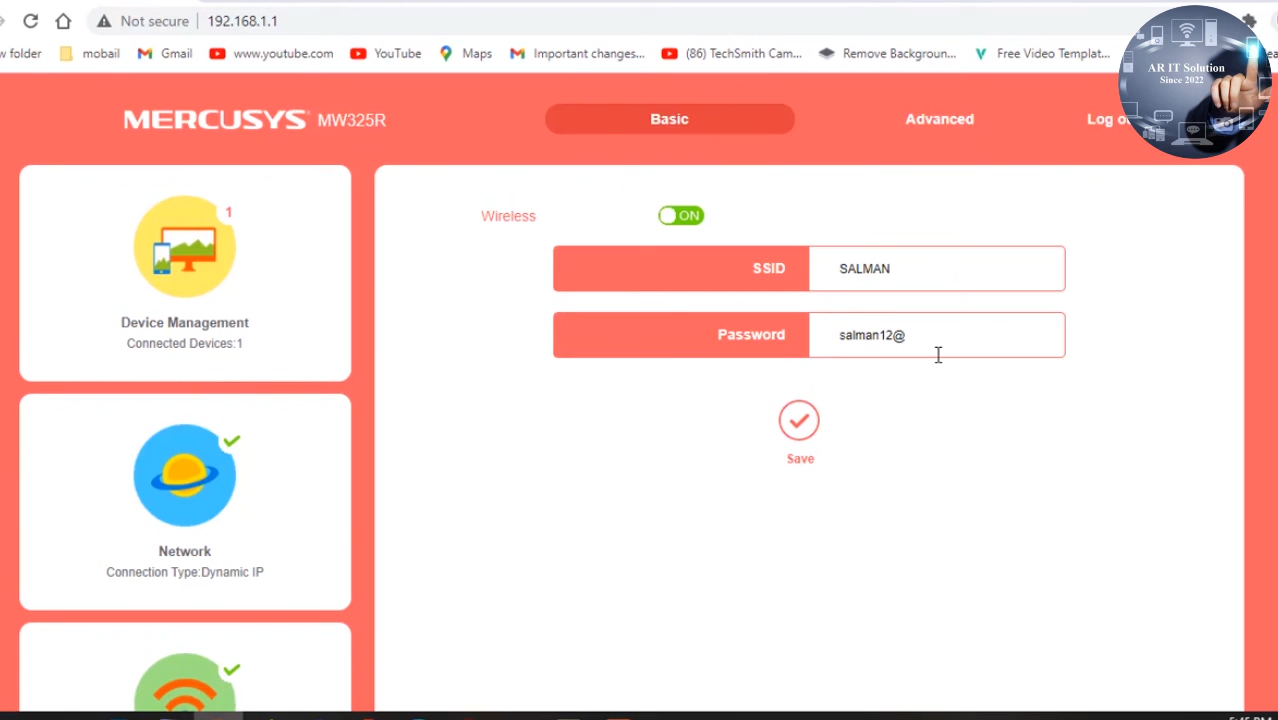 Not secure 192.168.1.1
w folder mobail Gmail www.youtube.com YouTube Maps Important changes... (86) TechSmith Cam... Remove Backgroun... Free Video Templat...
AR IT Solution
Since 2022
MERCUSYS MW325R Basic Advanced Log o
1
Device Management
Connected Devices:1
Network
Connection Type:Dynamic IP
Wireless ON
SSID SALMAN
Password salman12@
Save